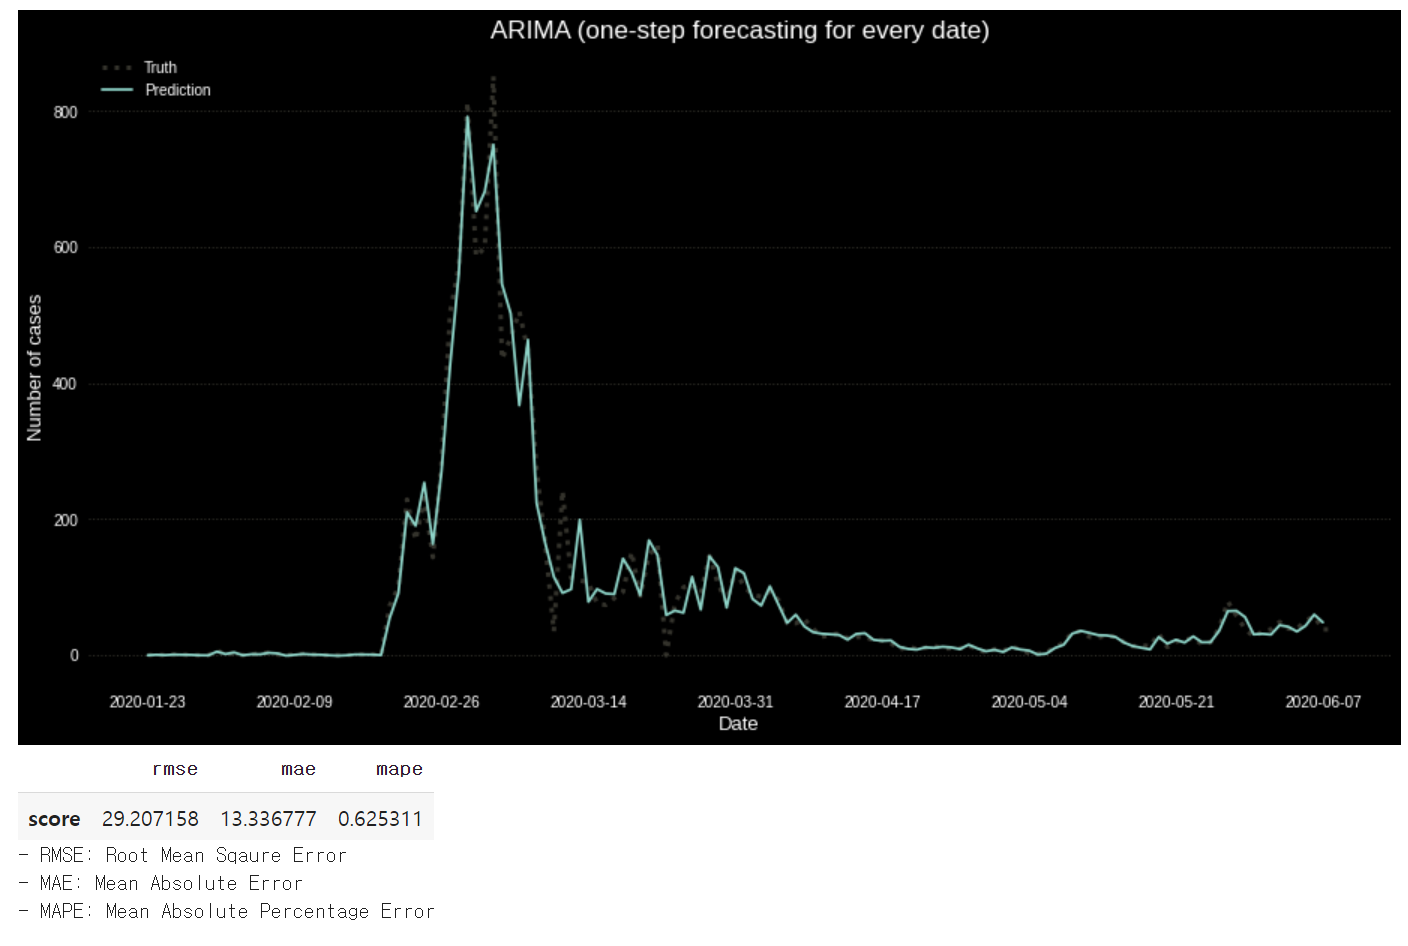 ARIMA (one-step forecasting for every date)
Truth
Prediction
800
600
400
200
0
Number of cases
2020-01-23 2020-02-09 2020-02-26 2020-03-14 2020-03-31 2020-04-17 2020-05-04 2020-05-21 2020-06-07
Date
rmse mae mape
score 29.207158 13.336777 0.625311
- RMSE: Root Mean Sqaure Error
- MAE: Mean Absolute Error
- MAPE: Mean Absolute Percentage Error